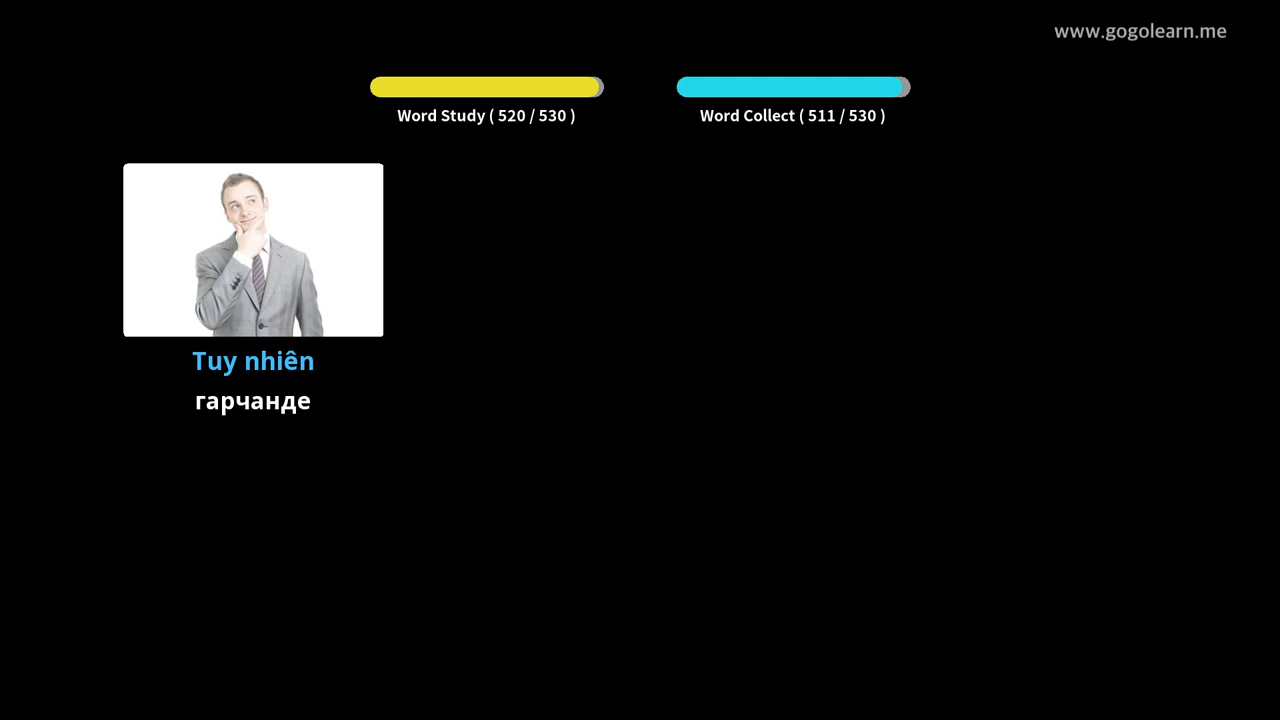 www.gogolearn.me
Word Study ( 520 / 530 )
Word Collect ( 511 / 530 )
Tuy nhiên
гарчанде